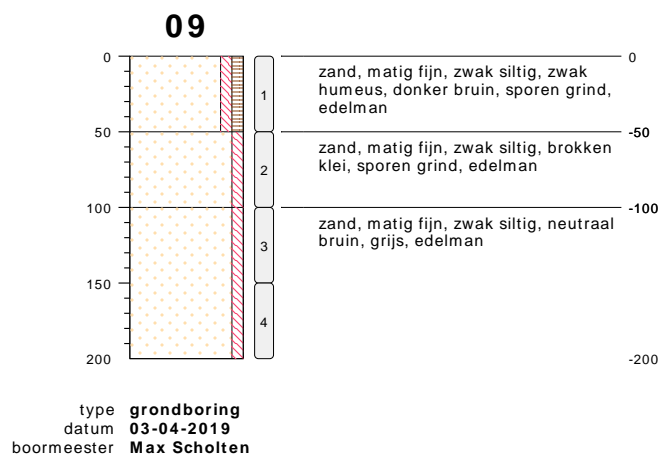 09
0
0
1
zand, matig fijn, zwak siltig, zwak
humeus, donker bruin, sporen grind,
edelman
50
-50
2
zand, matig fijn, zwak siltig, brokken
klei, sporen grind, edelman
100
-100
3
zand, matig fijn, zwak siltig, neutraal
bruin, grijs, edelman
150
4
200
-200
type grondboring
datum 03-04-2019
boormeester Max Scholten